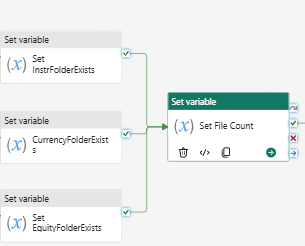 Set variable
(x) Set
InstrFolderExists
Set variable
(x) CurrencyFolderExist
s
Set variable
(x) Set
EquityFolderExists
Set variable
(x) Set File Count